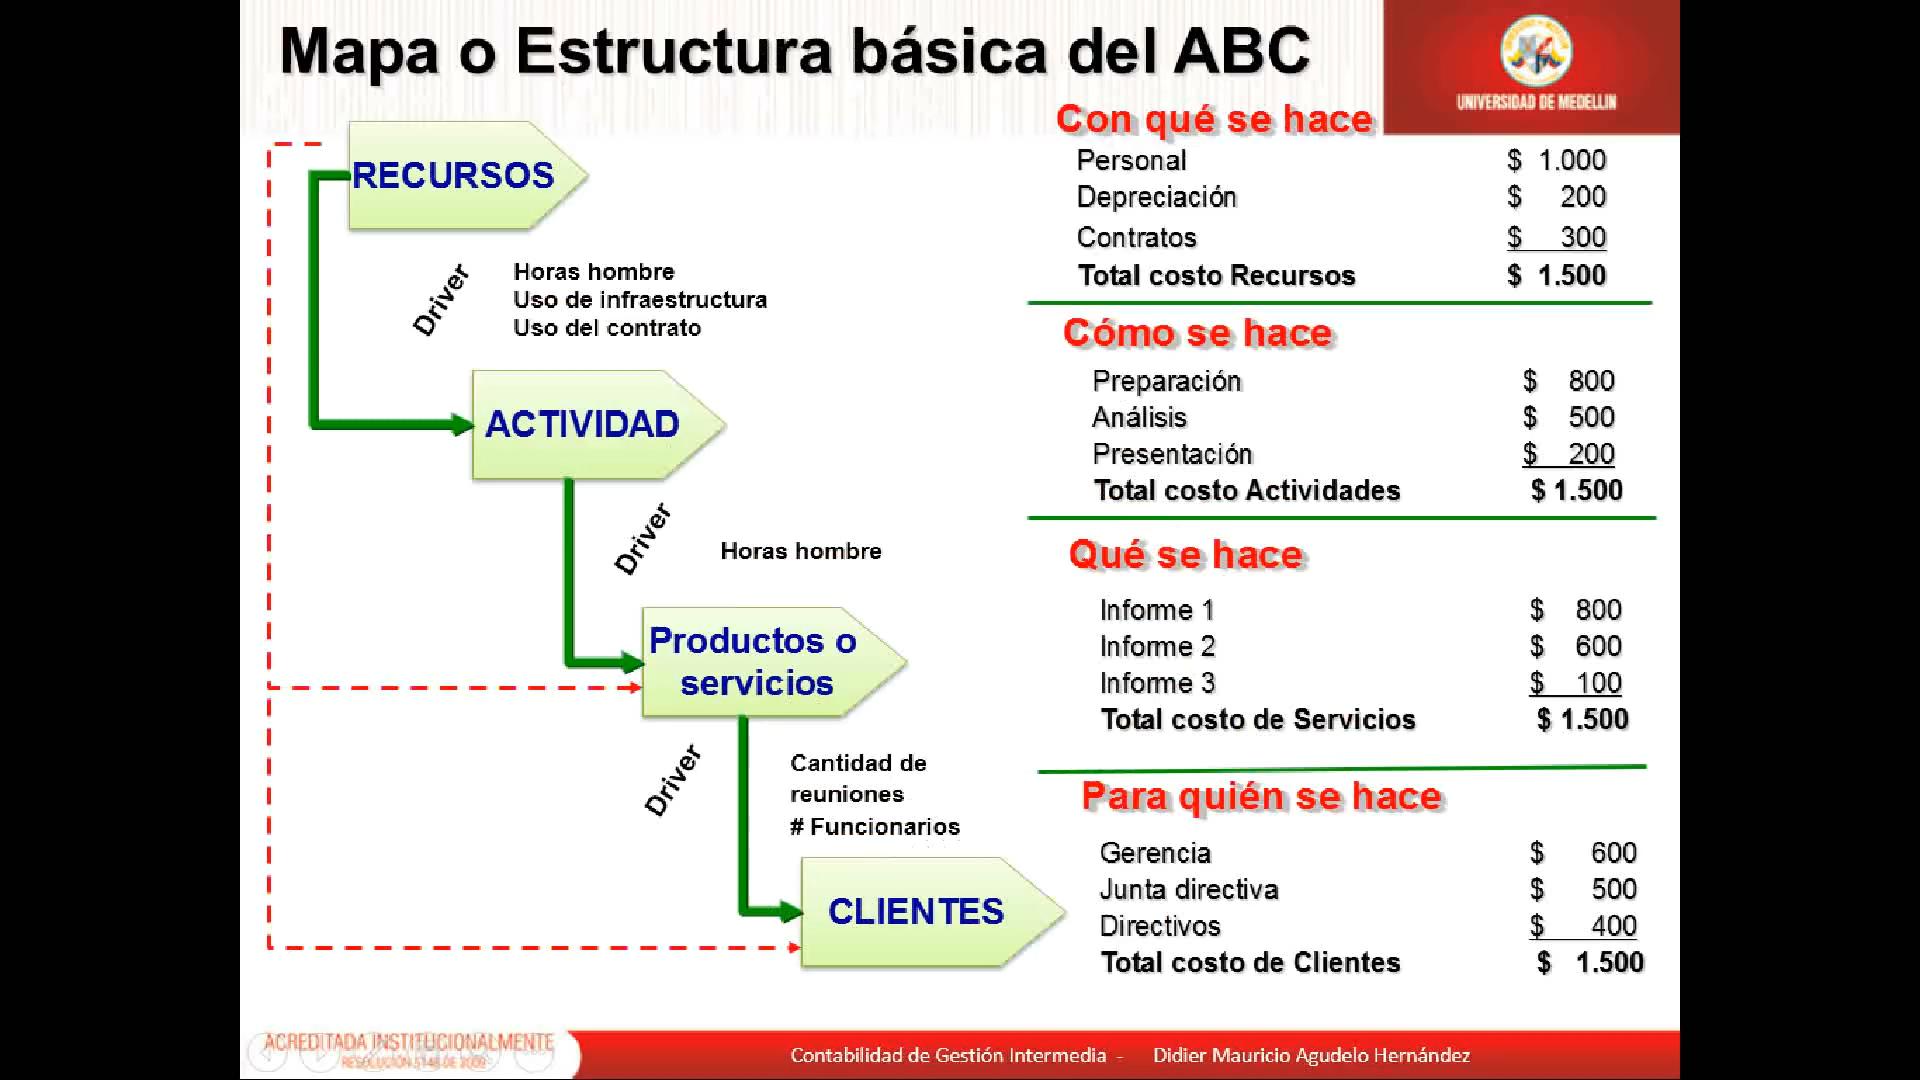 Mapa o Estructura básica del ABC
UNIVERSIDAD DE MEDELLIN
RECURSOS
Driver
Horas hombre
Uso de infraestructura
Uso del contrato
ACTIVIDAD
Driver
Horas hombre
Productos o
servicios
Driver
Cantidad de
reuniones
# Funcionarios
CLIENTES
Con qué se hace
Personal $ 1.000
Depreciación $ 200
Contratos $ 300
Total costo Recursos $ 1.500
Cómo se hace
Preparación $ 800
Análisis $ 500
Presentación $ 200
Total costo Actividades $ 1.500
Qué se hace
Informe 1 $ 800
Informe 2 $ 600
Informe 3 $ 100
Total costo de Servicios $ 1.500
Para quién se hace
Gerencia $ 600
Junta directiva $ 500
Directivos $ 400
Total costo de Clientes $ 1.500
ACREDITADA INSTITUCIONALMENTE
Contabilidad de Gestión Intermedia - Didier Mauricio Agudelo Hernández